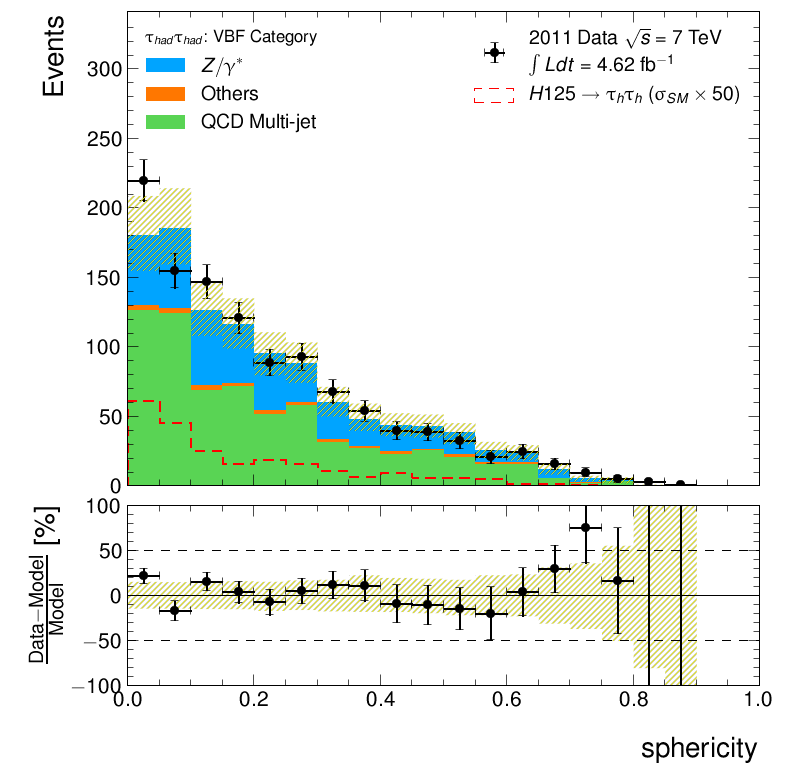 Events
τhadτhad: VBF Category
Z/γ*
Others
QCD Multi-jet
2011 Data √s = 7 TeV
∫ Ldt = 4.62 fb⁻¹
H125 → τhτh (σSM × 50)
300
250
200
150
100
50
0
Data−Model
Model
[%]
100
50
0
−50
−100
0.0
0.2
0.4
0.6
0.8
1.0
sphericity